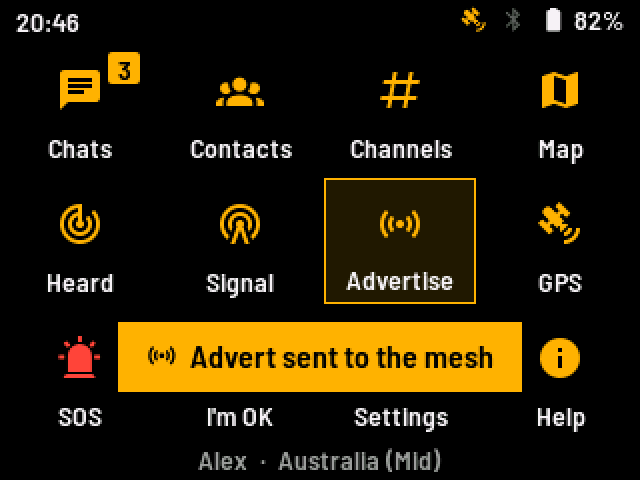 20:46 82%
3
Chats Contacts Channels Map
Heard Signal Advertise GPS
Advert sent to the mesh
SOS I'm OK Settings Help
Alex · Australia (Mid)